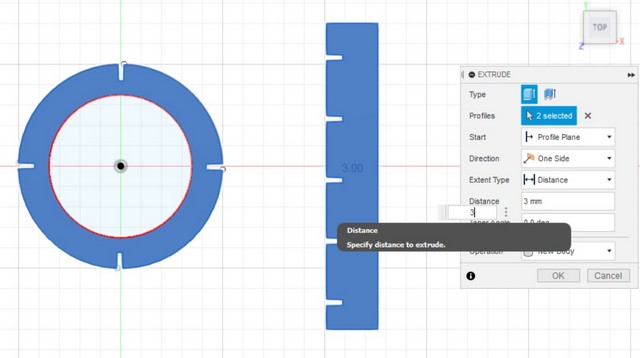 TOP
Z
X
EXTRUDE
Type
Profiles 2 selected
Start Profile Plane
Direction One Side
Extent Type Distance
Distance 3 mm
3.00
3
Taper Angle 0.0 deg
Distance
Specify distance to extrude.
Operation New Body
OK Cancel